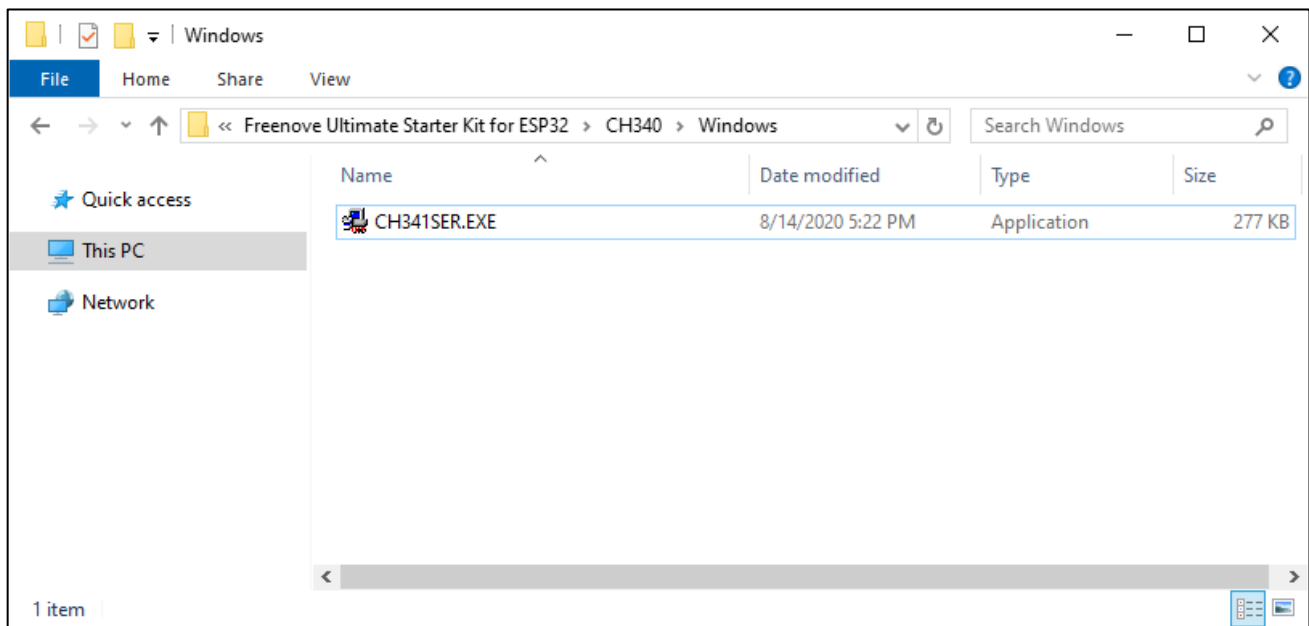 Windows
File Home Share View
« Freenove Ultimate Starter Kit for ESP32 › CH340 › Windows Search Windows
Name Date modified Type Size
Quick access
CH341SER.EXE 8/14/2020 5:22 PM Application 277 KB
This PC
Network
1 item